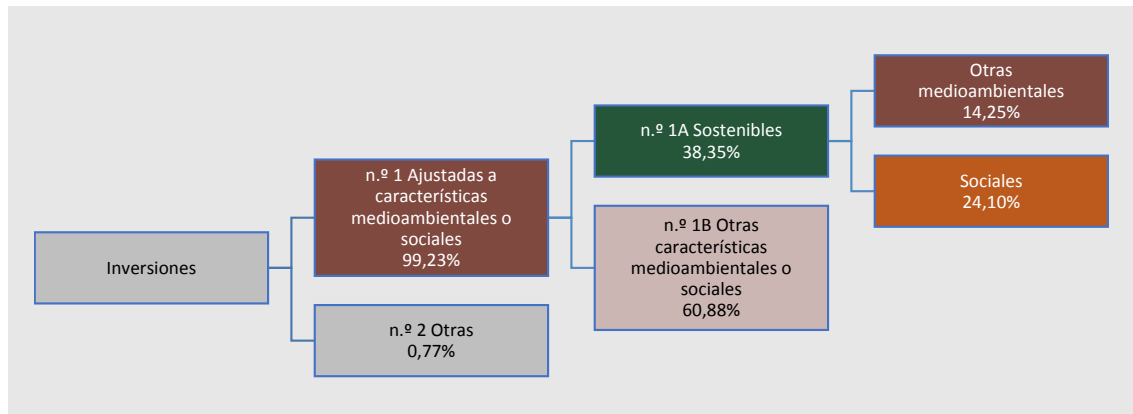 Inversiones
n.º 1 Ajustadas a
características
medioambientales o
sociales
99,23%
n.º 2 Otras
0,77%
n.º 1A Sostenibles
38,35%
n.º 1B Otras
características
medioambientales o
sociales
60,88%
Otras
medioambientales
14,25%
Sociales
24,10%